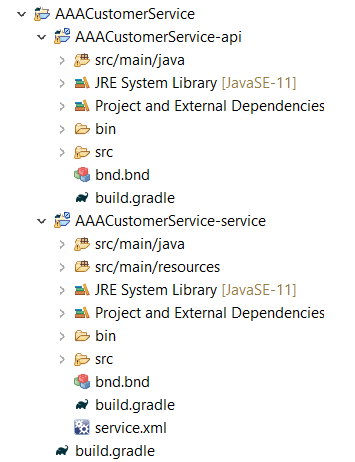 AAACustomerService
AAACustomerService-api
src/main/java
JRE System Library [JavaSE-11]
Project and External Dependencies
bin
src
bnd.bnd
build.gradle
AAACustomerService-service
src/main/java
src/main/resources
JRE System Library [JavaSE-11]
Project and External Dependencies
bin
src
bnd.bnd
build.gradle
service.xml
build.gradle